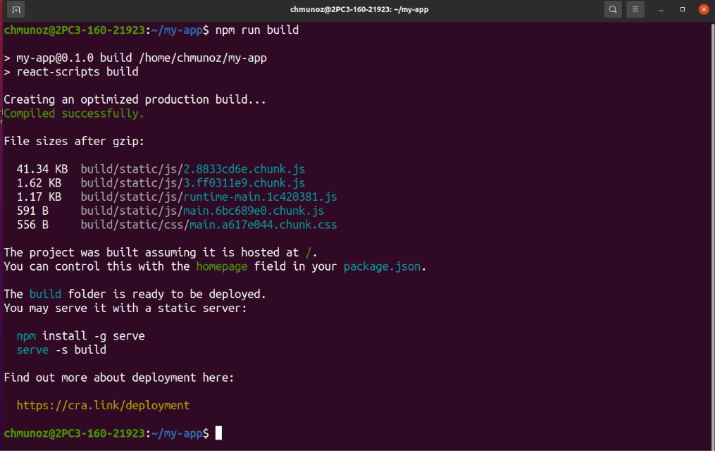 chmunoz@2PC3-160-21923: ~/my-app
chmunoz@2PC3-160-21923:~/my-app$ npm run build
> my-app@0.1.0 build /home/chmunoz/my-app
> react-scripts build
Creating an optimized production build...
Compiled successfully.
File sizes after gzip:
41.34 KB  build/static/js/2.8833cd6e.chunk.js
1.62 KB   build/static/js/3.ff0311e9.chunk.js
1.17 KB   build/static/js/runtime-main.1c420381.js
591 B     build/static/js/main.6bc689e0.chunk.js
556 B     build/static/css/main.a617e044.chunk.css
The project was built assuming it is hosted at /.
You can control this with the homepage field in your package.json.
The build folder is ready to be deployed.
You may serve it with a static server:
npm install -g serve
serve -s build
Find out more about deployment here:
https://cra.link/deployment
chmunoz@2PC3-160-21923:~/my-app$